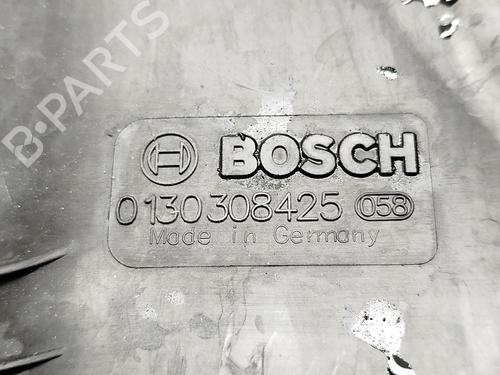 B-PARTS
BOSCH
0 130 308 425 058
Made in Germany